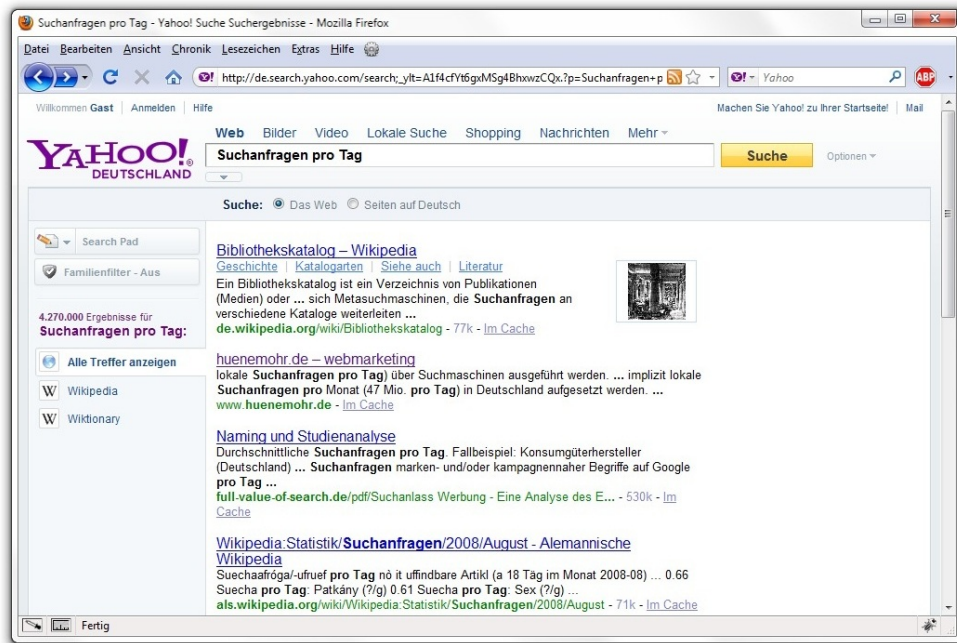 Suchanfragen pro Tag - Yahoo! Suche Suchergebnisse - Mozilla Firefox
Datei Bearbeiten Ansicht Chronik Lesezeichen Extras Hilfe
http://de.search.yahoo.com/search;_ylt=A1f4cfYt6gxMSg4BhxwzCQx.?p=Suchanfragen+p
Yahoo
ABP
Willkommen Gast | Anmelden | Hilfe
Machen Sie Yahoo! zu Ihrer Startseite! | Mail
Web Bilder Video Lokale Suche Shopping Nachrichten Mehr
YAHOO!®
DEUTSCHLAND
Suchanfragen pro Tag
Suche
Optionen
Suche: Das Web Seiten auf Deutsch
Search Pad
Familienfilter - Aus
4.270.000 Ergebnisse für
Suchanfragen pro Tag:
Alle Treffer anzeigen
W Wikipedia
W Wiktionary
Bibliothekskatalog – Wikipedia
Geschichte | Katalogarten | Siehe auch | Literatur
Ein Bibliothekskatalog ist ein Verzeichnis von Publikationen
(Medien) oder ... sich Metasuchmaschinen, die Suchanfragen an
verschiedene Kataloge weiterleiten ...
de.wikipedia.org/wiki/Bibliothekskatalog - 77k - Im Cache
huenemohr.de – webmarketing
lokale Suchanfragen pro Tag) über Suchmaschinen ausgeführt werden. ... implizit lokale
Suchanfragen pro Monat (47 Mio. pro Tag) in Deutschland aufgesetzt werden. ...
www.huenemohr.de - Im Cache
Naming und Studienanalyse
Durchschnittliche Suchanfragen pro Tag. Fallbeispiel: Konsumgüterhersteller
(Deutschland) ... Suchanfragen marken- und/oder kampagnennaher Begriffe auf Google
pro Tag ...
full-value-of-search.de/pdf/Suchanlass Werbung - Eine Analyse des E... - 530k - Im
Cache
Wikipedia:Statistik/Suchanfragen/2008/August - Alemannische
Wikipedia
Suechaafróga/-ufruef pro Tag nò it uffindbare Artikl (a 18 Täg im Monat 2008-08) ... 0.66
Suecha pro Tag: Patkány (?/g) 0.61 Suecha pro Tag: Sex (?/g) ...
als.wikipedia.org/wiki/Wikipedia:Statistik/Suchanfragen/2008/August - 71k - Im Cache
Fertig